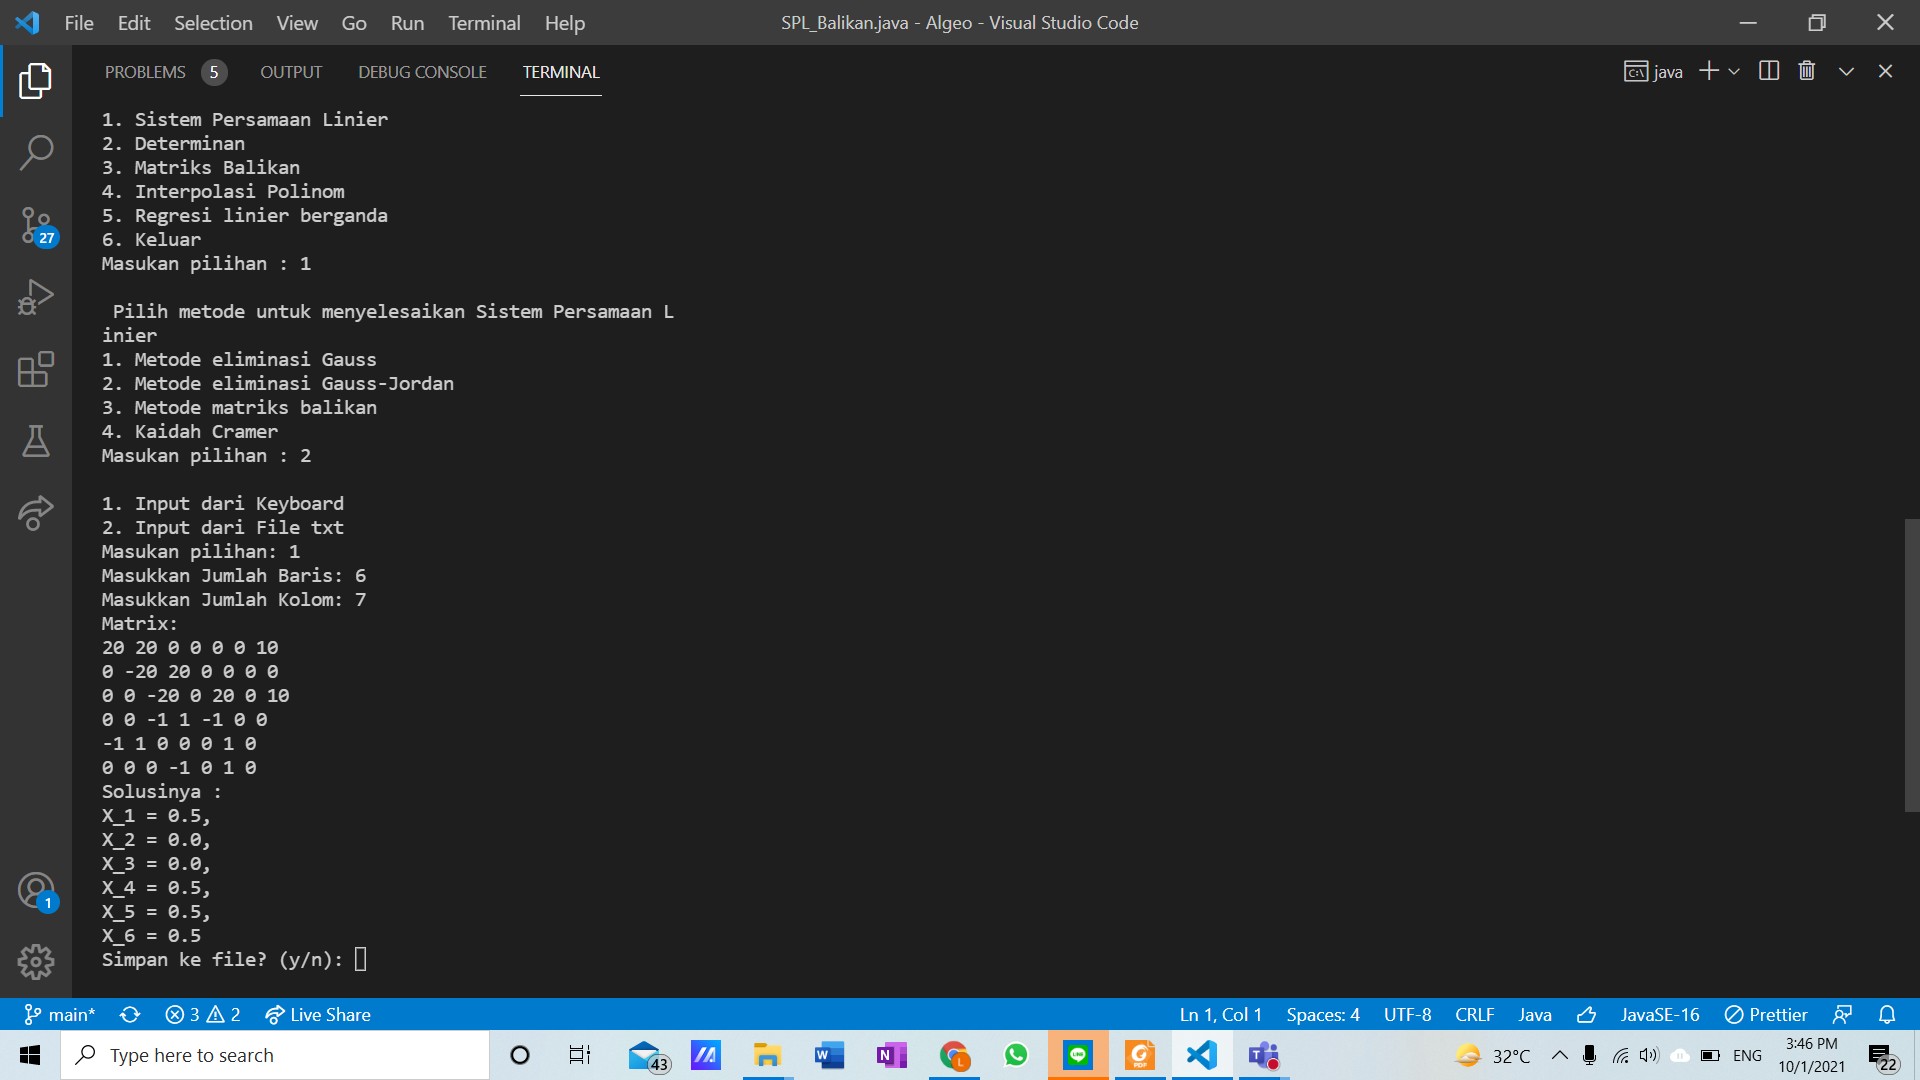 File Edit Selection View Go Run Terminal Help SPL_Balikan.java - Algeo - Visual Studio Code
PROBLEMS 5 OUTPUT DEBUG CONSOLE TERMINAL java
1. Sistem Persamaan Linier
2. Determinan
3. Matriks Balikan
4. Interpolasi Polinom
5. Regresi linier berganda
6. Keluar
Masukan pilihan : 1
Pilih metode untuk menyelesaikan Sistem Persamaan L
inier
1. Metode eliminasi Gauss
2. Metode eliminasi Gauss-Jordan
3. Metode matriks balikan
4. Kaidah Cramer
Masukan pilihan : 2
1. Input dari Keyboard
2. Input dari File txt
Masukan pilihan: 1
Masukkan Jumlah Baris: 6
Masukkan Jumlah Kolom: 7
Matrix:
20 20 0 0 0 0 10
0 -20 20 0 0 0 0
0 0 -20 0 20 0 10
0 0 -1 1 -1 0 0
-1 1 0 0 0 1 0
0 0 0 -1 0 1 0
Solusinya :
X_1 = 0.5,
X_2 = 0.0,
X_3 = 0.0,
X_4 = 0.5,
X_5 = 0.5,
X_6 = 0.5
Simpan ke file? (y/n):
27
1
main* 3 2 Live Share Ln 1, Col 1 Spaces: 4 UTF-8 CRLF Java JavaSE-16 Prettier
Type here to search 43 32°C ENG 3:46 PM
10/1/2021 22